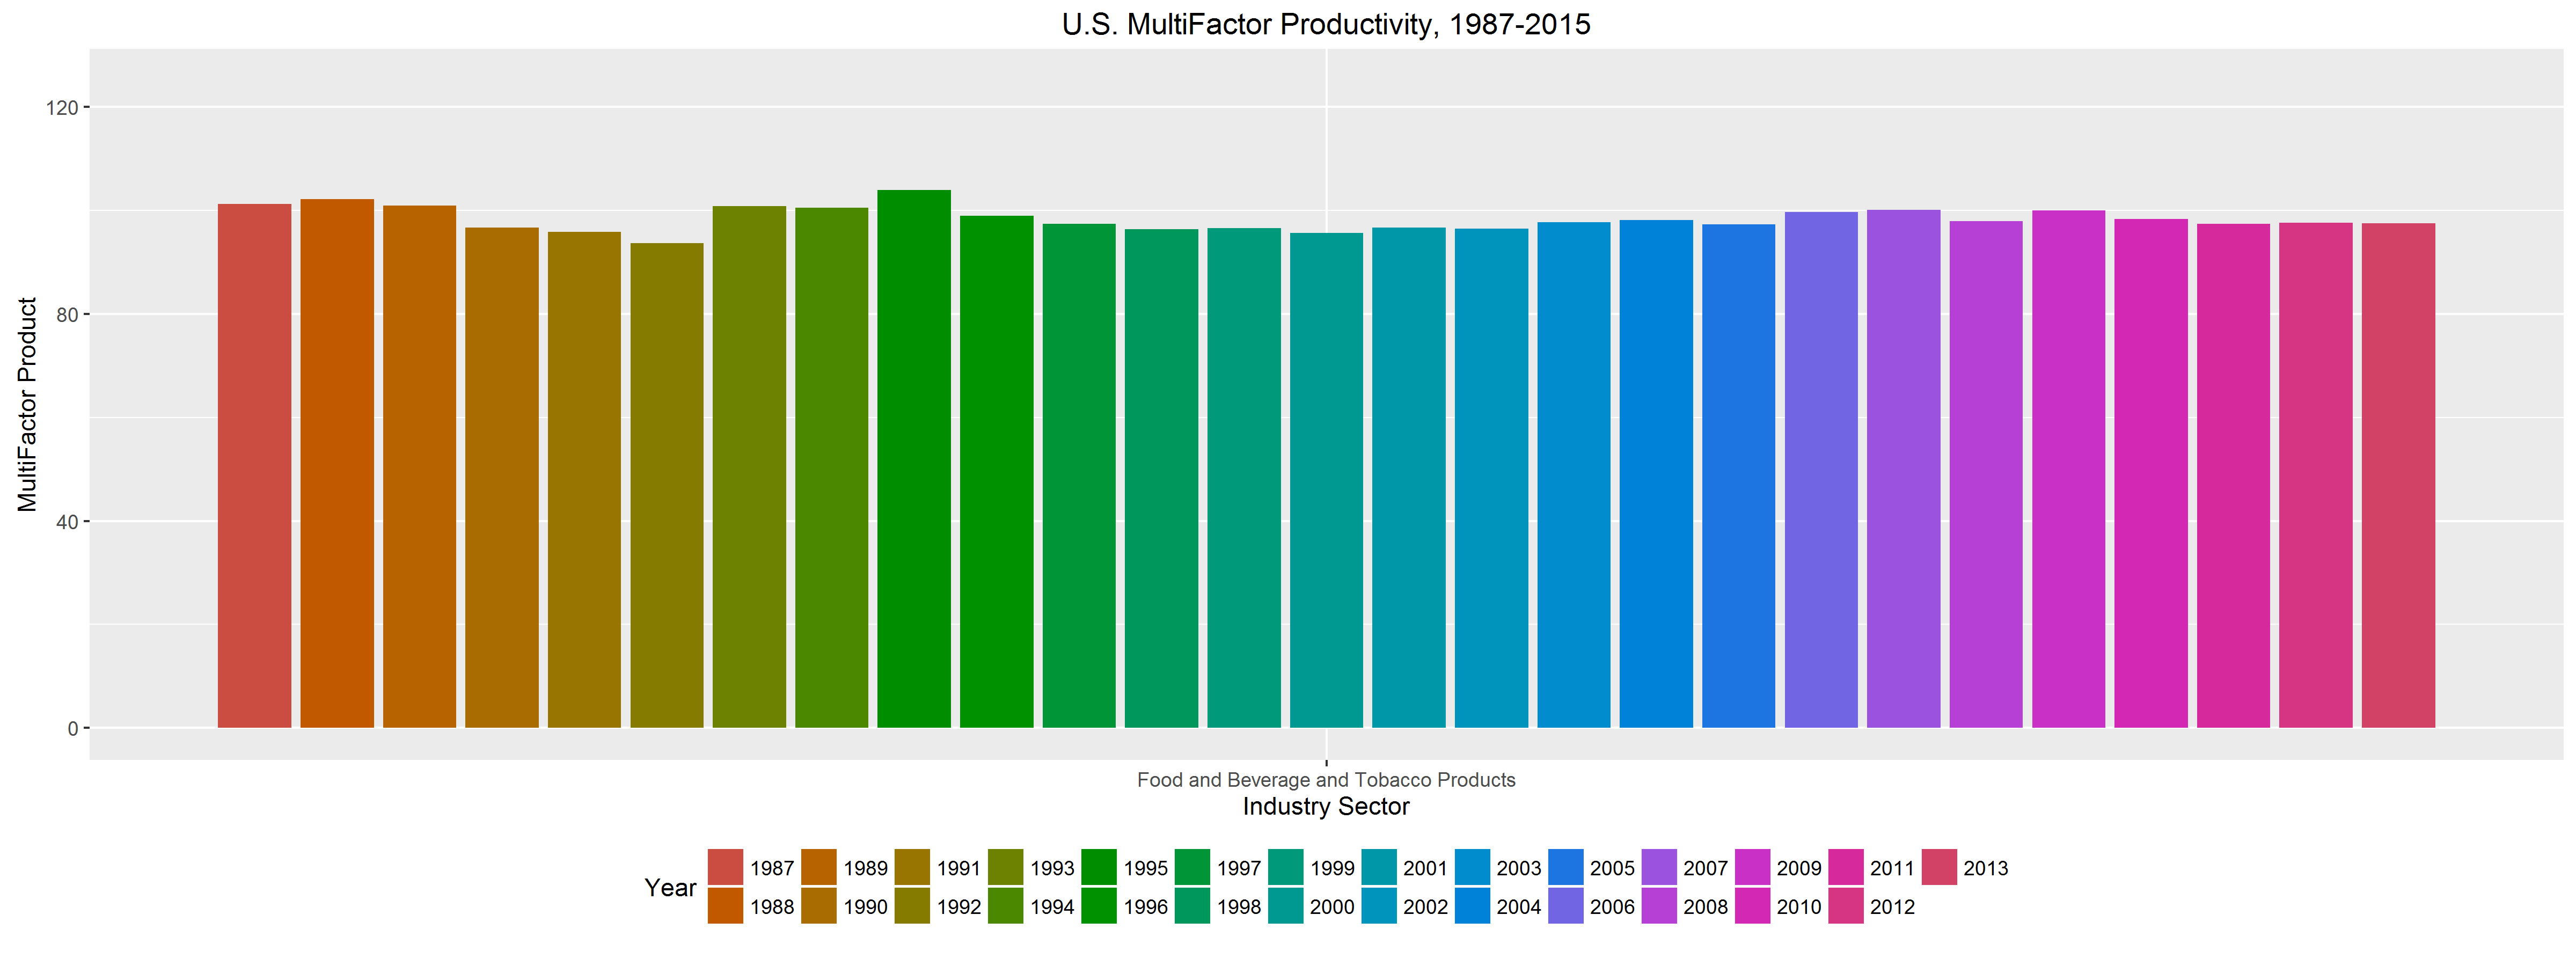 U.S. MultiFactor Productivity, 1987-2015
120
80
40
0
MultiFactor Product
Food and Beverage and Tobacco Products
Industry Sector
Year
1987 1989 1991 1993 1995 1997 1999 2001 2003 2005 2007 2009 2011 2013
1988 1990 1992 1994 1996 1998 2000 2002 2004 2006 2008 2010 2012